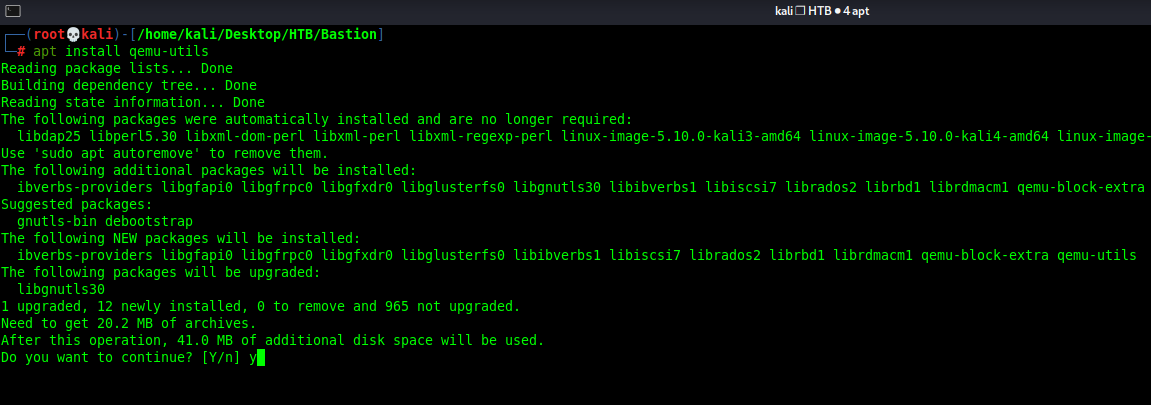 kali❐ HTB ● 4 apt
┌──(root💀kali)-[/home/kali/Desktop/HTB/Bastion]
└─# apt install qemu-utils
Reading package lists... Done
Building dependency tree... Done
Reading state information... Done
The following packages were automatically installed and are no longer required:
  libdap25 libperl5.30 libxml-dom-perl libxml-perl libxml-regexp-perl linux-image-5.10.0-kali3-amd64 linux-image-5.10.0-kali4-amd64 linux-image-
Use 'sudo apt autoremove' to remove them.
The following additional packages will be installed:
  ibverbs-providers libgfapi0 libgfrpc0 libgfxdr0 libglusterfs0 libgnutls30 libibverbs1 libiscsi7 librados2 librbd1 librdmacm1 qemu-block-extra
Suggested packages:
  gnutls-bin debootstrap
The following NEW packages will be installed:
  ibverbs-providers libgfapi0 libgfrpc0 libgfxdr0 libglusterfs0 libibverbs1 libiscsi7 librados2 librbd1 librdmacm1 qemu-block-extra qemu-utils
The following packages will be upgraded:
  libgnutls30
1 upgraded, 12 newly installed, 0 to remove and 965 not upgraded.
Need to get 20.2 MB of archives.
After this operation, 41.0 MB of additional disk space will be used.
Do you want to continue? [Y/n] y